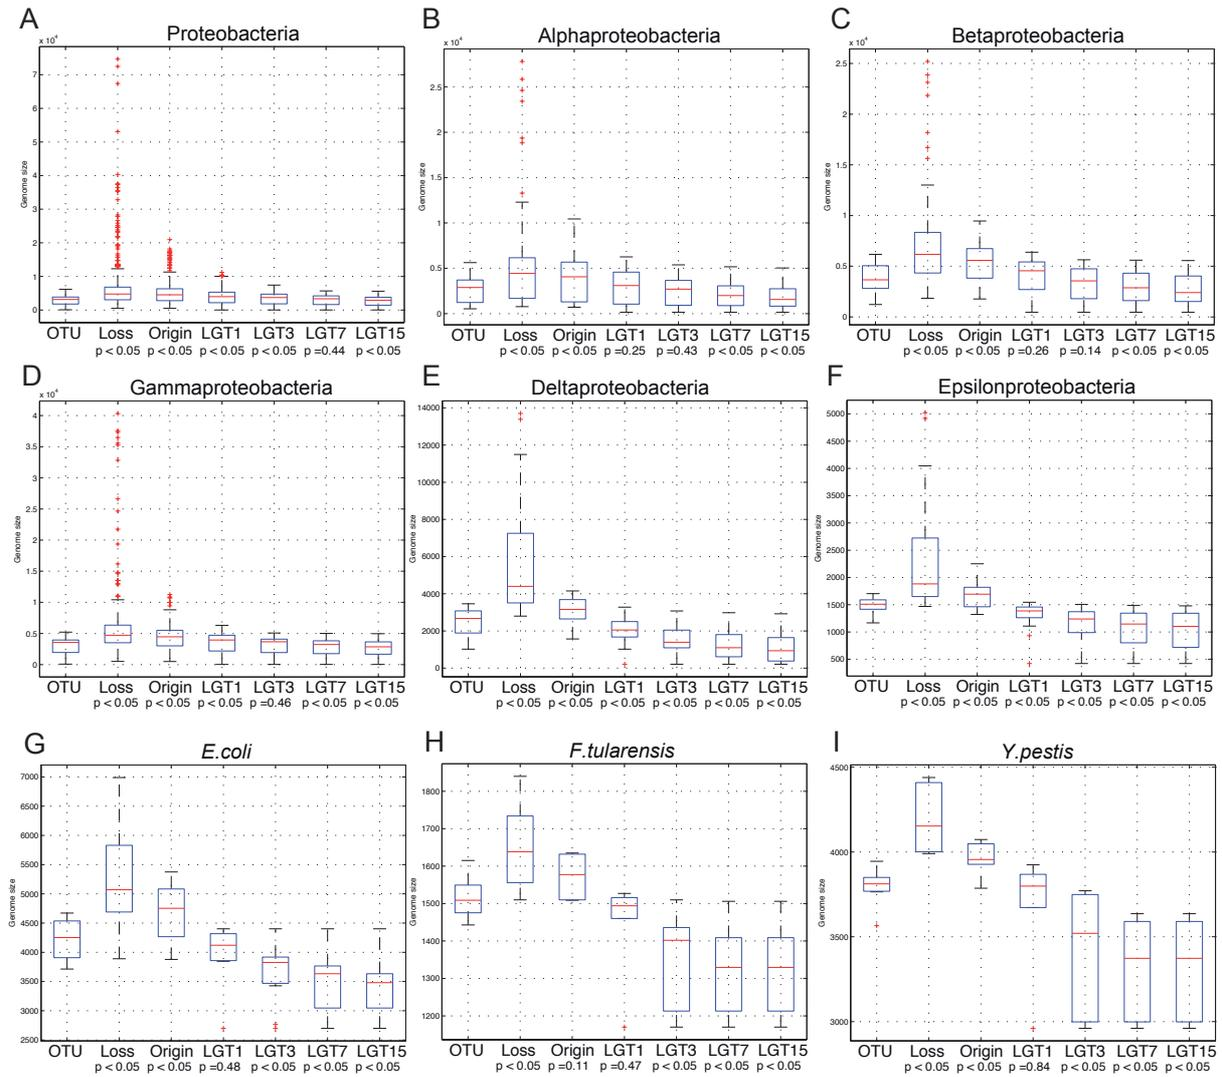 A
Proteobacteria
x 10⁴
Genome size
7
6
5
4
3
2
1
0
OTU Loss Origin LGT1 LGT3 LGT7 LGT15
p < 0.05 p < 0.05 p < 0.05 p < 0.05 p =0.44 p < 0.05
B
Alphaproteobacteria
x 10⁴
Genome size
2.5
2
1.5
1
0.5
0
OTU Loss Origin LGT1 LGT3 LGT7 LGT15
p < 0.05 p < 0.05 p =0.25 p =0.43 p < 0.05 p < 0.05
C
Betaproteobacteria
x 10⁴
Genome size
2.5
2
1.5
1
0.5
0
OTU Loss Origin LGT1 LGT3 LGT7 LGT15
p < 0.05 p < 0.05 p =0.26 p =0.14 p < 0.05 p < 0.05
D
Gammaproteobacteria
x 10⁴
Genome size
4
3.5
3
2.5
2
1.5
1
0.5
0
OTU Loss Origin LGT1 LGT3 LGT7 LGT15
p < 0.05 p < 0.05 p < 0.05 p =0.46 p < 0.05 p < 0.05
E
Deltaproteobacteria
Genome size
14000
12000
10000
8000
6000
4000
2000
0
OTU Loss Origin LGT1 LGT3 LGT7 LGT15
p < 0.05 p < 0.05 p < 0.05 p < 0.05 p < 0.05 p < 0.05
F
Epsilonproteobacteria
Genome size
5000
4500
4000
3500
3000
2500
2000
1500
1000
500
OTU Loss Origin LGT1 LGT3 LGT7 LGT15
p < 0.05 p < 0.05 p < 0.05 p < 0.05 p < 0.05 p < 0.05
G
E.coli
Genome size
7000
6500
6000
5500
5000
4500
4000
3500
3000
2500
OTU Loss Origin LGT1 LGT3 LGT7 LGT15
p < 0.05 p < 0.05 p =0.48 p < 0.05 p < 0.05 p < 0.05
H
F.tularensis
Genome size
1800
1700
1600
1500
1400
1300
1200
OTU Loss Origin LGT1 LGT3 LGT7 LGT15
p < 0.05 p =0.11 p =0.47 p < 0.05 p < 0.05 p < 0.05
I
Y.pestis
Genome size
4500
4000
3500
3000
OTU Loss Origin LGT1 LGT3 LGT7 LGT15
p < 0.05 p < 0.05 p =0.84 p < 0.05 p < 0.05 p < 0.05